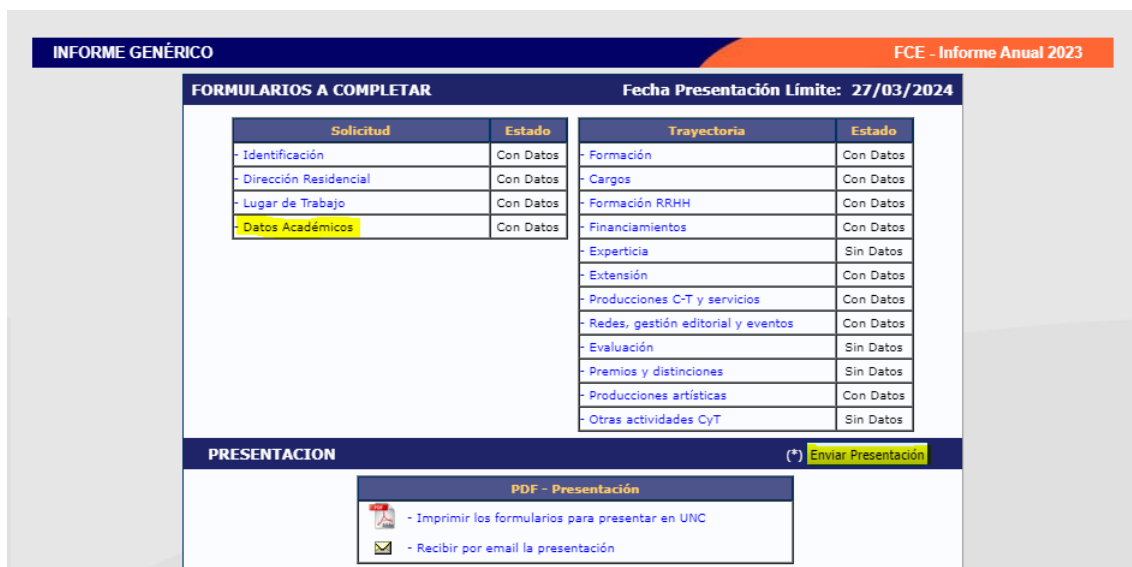 INFORME GENÉRICO FCE - Informe Anual 2023
FORMULARIOS A COMPLETAR Fecha Presentación Límite: 27/03/2024
Solicitud Estado
- Identificación Con Datos
- Dirección Residencial Con Datos
- Lugar de Trabajo Con Datos
- Datos Académicos Con Datos
Trayectoria Estado
- Formación Con Datos
- Cargos Con Datos
- Formación RRHH Con Datos
- Financiamientos Con Datos
- Experticia Sin Datos
- Extensión Con Datos
- Producciones C-T y servicios Con Datos
- Redes, gestión editorial y eventos Con Datos
- Evaluación Sin Datos
- Premios y distinciones Sin Datos
- Producciones artísticas Con Datos
- Otras actividades CyT Sin Datos
PRESENTACION (*) Enviar Presentación
PDF - Presentación
- Imprimir los formularios para presentar en UNC
- Recibir por email la presentación